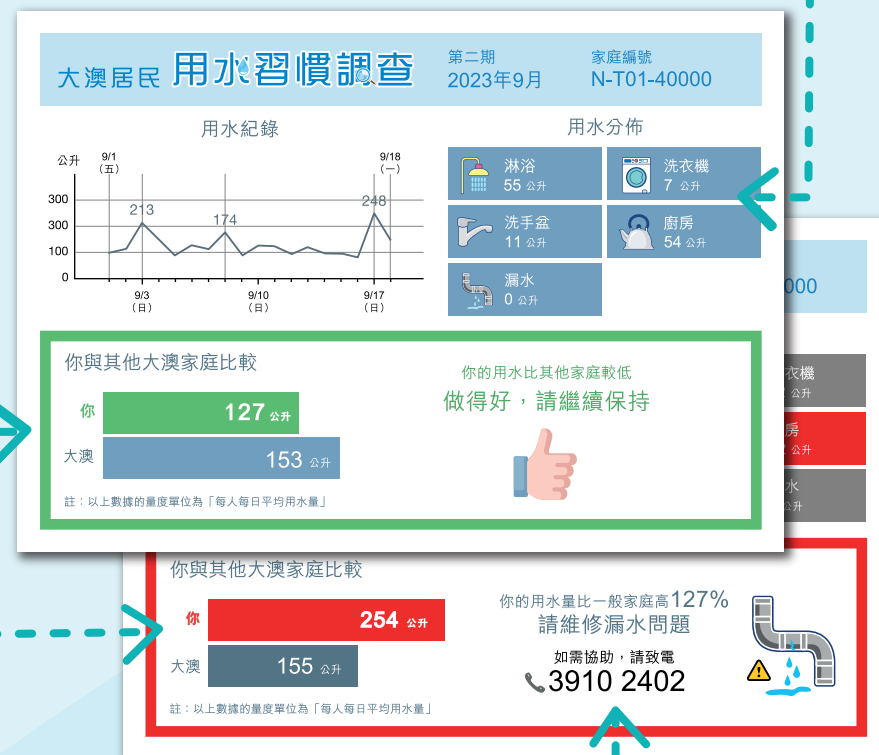 大澳居民 用水習慣調查
第二期
2023年9月
家庭編號
N-T01-40000
用水紀錄
公升
9/1
(五)
9/18
(一)
300
300
100
0
213
174
248
9/3
(日)
9/10
(日)
9/17
(日)
用水分佈
淋浴
55 公升
洗衣機
7 公升
洗手盆
11 公升
廚房
54 公升
漏水
0 公升
你與其他大澳家庭比較
你 127 公升
大澳 153 公升
註：以上數據的量度單位為「每人每日平均用水量」
你的用水比其他家庭較低
做得好，請繼續保持
000
衣機
公升
房
公升
水
公升
你與其他大澳家庭比較
你 254 公升
大澳 155 公升
註：以上數據的量度單位為「每人每日平均用水量」
你的用水量比一般家庭高127%
請維修漏水問題
如需協助，請致電
3910 2402